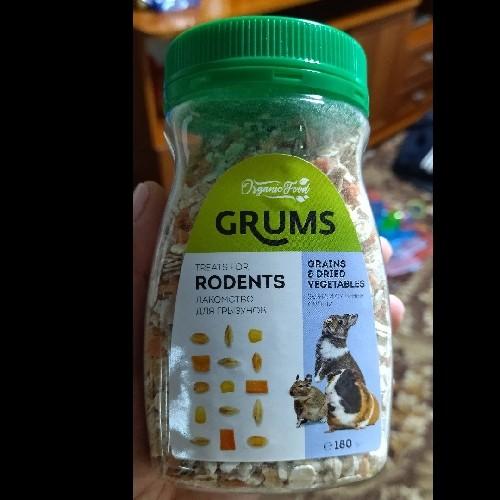 Organic Food
GRUMS
TREATS FOR
RODENTS
ЛАКОМСТВО
ДЛЯ ГРЫЗУНОВ
GRAINS
& DRIED
VEGETABLES
℮180